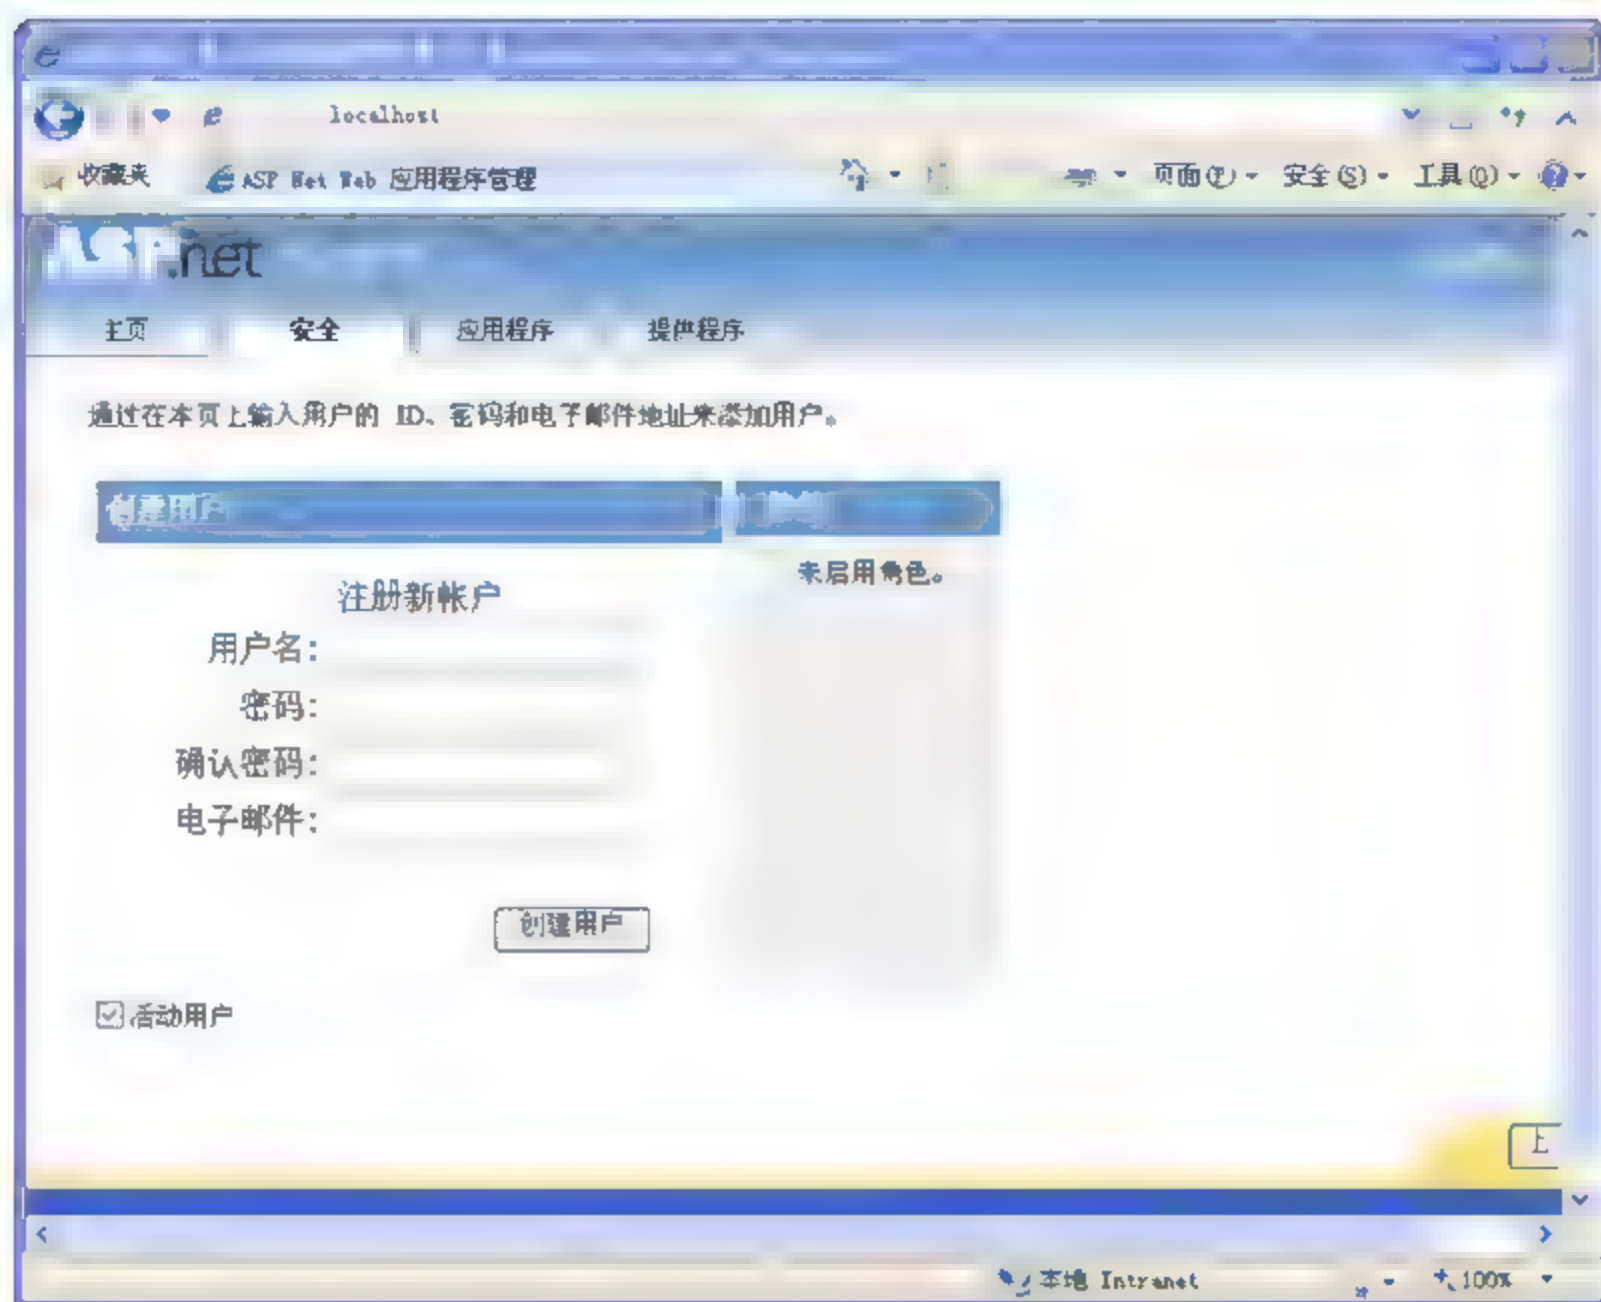 localhost
收藏夹 ASP Net Web 应用程序管理 页面(P) 安全(S) 工具(O)
ASP.net
主页 安全 应用程序 提供程序
通过在本页上输入用户的 ID、密码和电子邮件地址来添加用户。
创建用户
未启用角色。
注册新帐户
用户名:
密码:
确认密码:
电子邮件:
创建用户
活动用户
上
本地 Intranet 100%